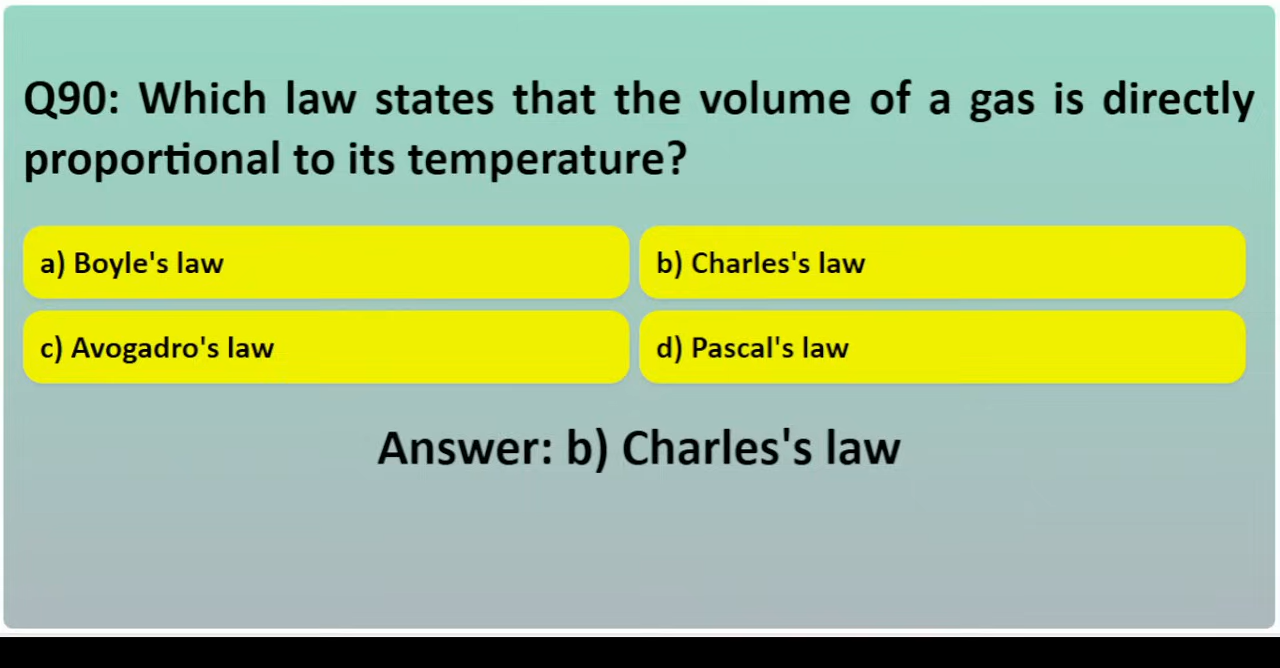 Q90: Which law states that the volume of a gas is directly
proportional to its temperature?
a) Boyle's law
b) Charles's law
c) Avogadro's law
d) Pascal's law
Answer: b) Charles's law